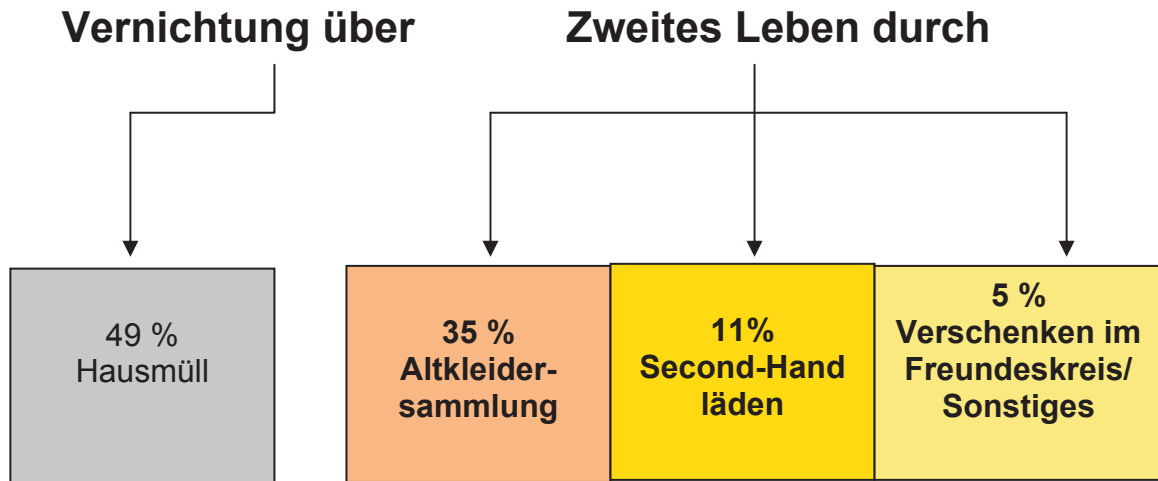 Vernichtung über
Zweites Leben durch
49 %
Hausmüll
35 %
Altkleider-
sammlung
11%
Second-Hand
läden
5 %
Verschenken im
Freundeskreis/
Sonstiges